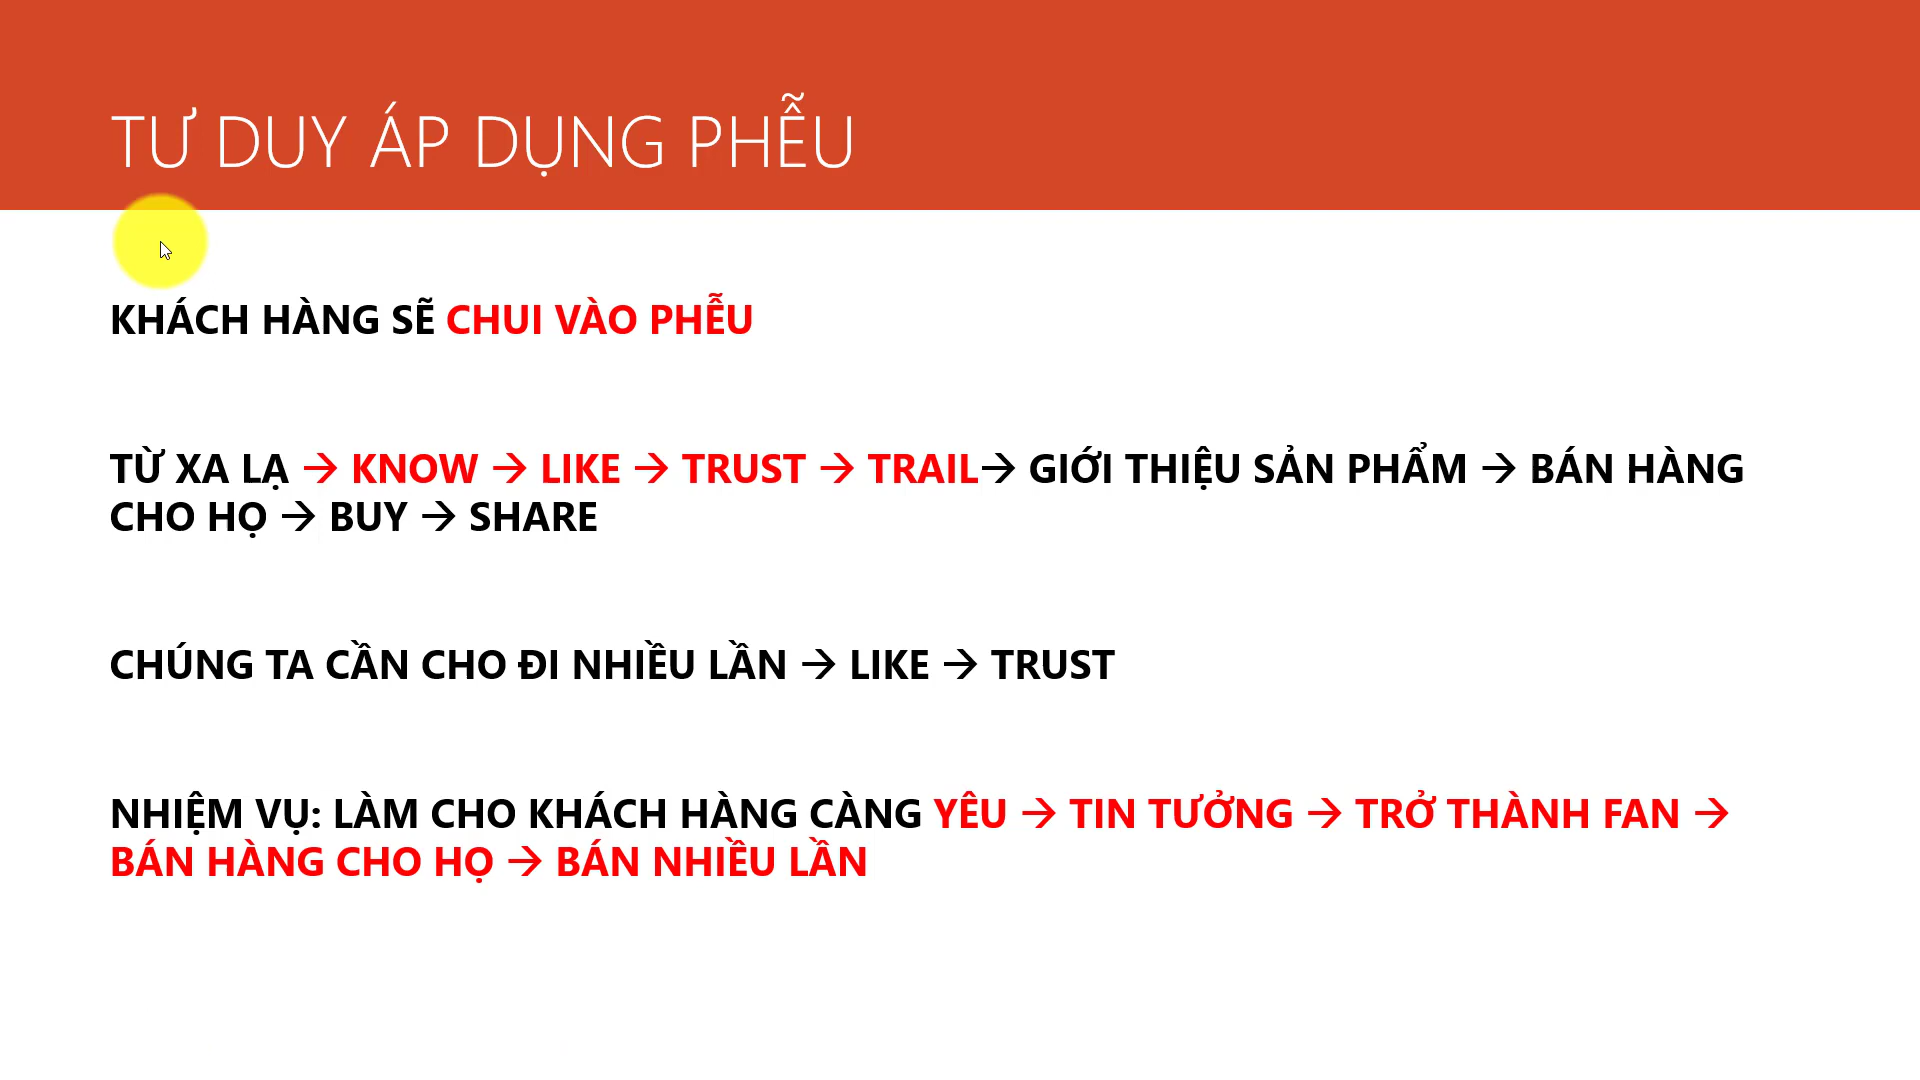 TƯ DUY ÁP DỤNG PHỄU
KHÁCH HÀNG SẼ CHUI VÀO PHỄU
TỪ XA LẠ → KNOW → LIKE → TRUST → TRAIL→ GIỚI THIỆU SẢN PHẨM → BÁN HÀNG
CHO HỌ → BUY → SHARE
CHÚNG TA CẦN CHO ĐI NHIỀU LẦN → LIKE → TRUST
NHIỆM VỤ: LÀM CHO KHÁCH HÀNG CÀNG YÊU → TIN TƯỞNG → TRỞ THÀNH FAN →
BÁN HÀNG CHO HỌ → BÁN NHIỀU LẦN